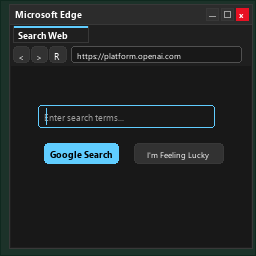 Microsoft Edge
x
Search Web
< > R https://platform.openai.com
Enter search terms...
Google Search I'm Feeling Lucky